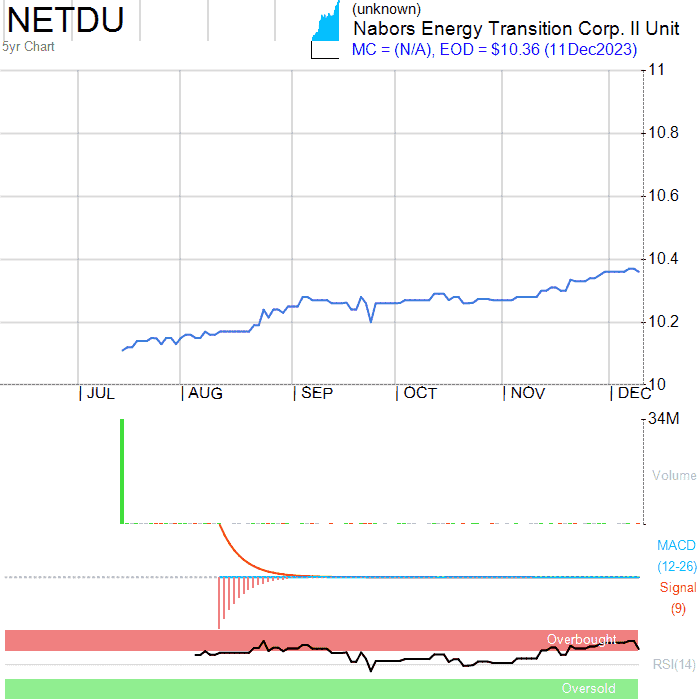 NETDU
5yr Chart
(unknown)
Nabors Energy Transition Corp. II Unit
MC = (N/A), EOD = $10.36 (11Dec2023)
11
10.8
10.6
10.4
10.2
10
JUL AUG SEP OCT NOV DEC
34M
Volume
MACD
(12-26)
Signal
(9)
Overbought
RSI(14)
Oversold